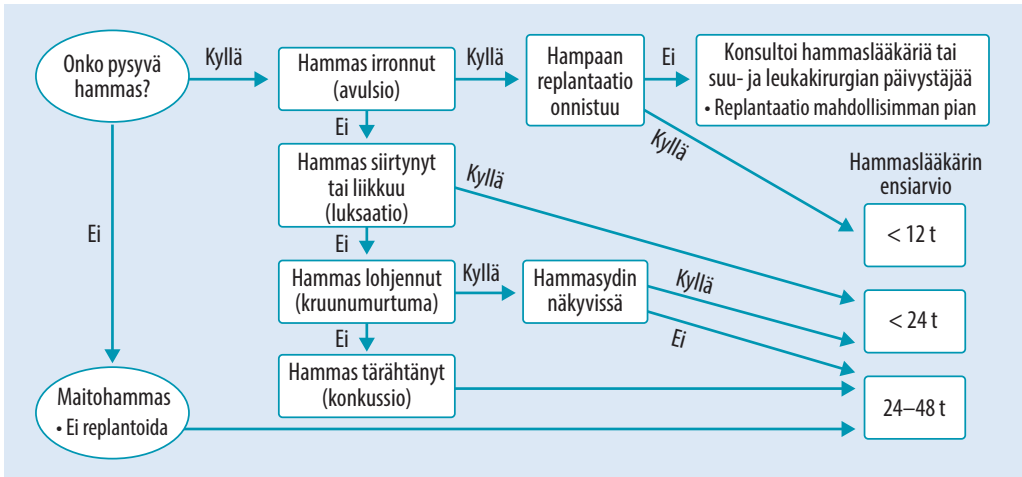 Onko pysyvä
hammas?
Kyllä
Hammas irronnut
(avulsio)
Kyllä
Hampaan
replantaatio
onnistuu
Ei
Konsultoi hammaslääkäriä tai
suu- ja leukakirurgian päivystäjää
• Replantaatio mahdollisimman pian
Kyllä
Ei
Hammas siirtynyt
tai liikkuu
(luksaatio)
Kyllä
Hammaslääkärin
ensiarvio
< 12 t
Ei
Ei
Hammas lohjennut
(kruunumurtuma)
Kyllä
Hammasydin
näkyvissä
Kyllä
< 24 t
Ei
Ei
Hammas tärähtänyt
(konkussio)
24–48 t
Maitohammas
• Ei replantoida